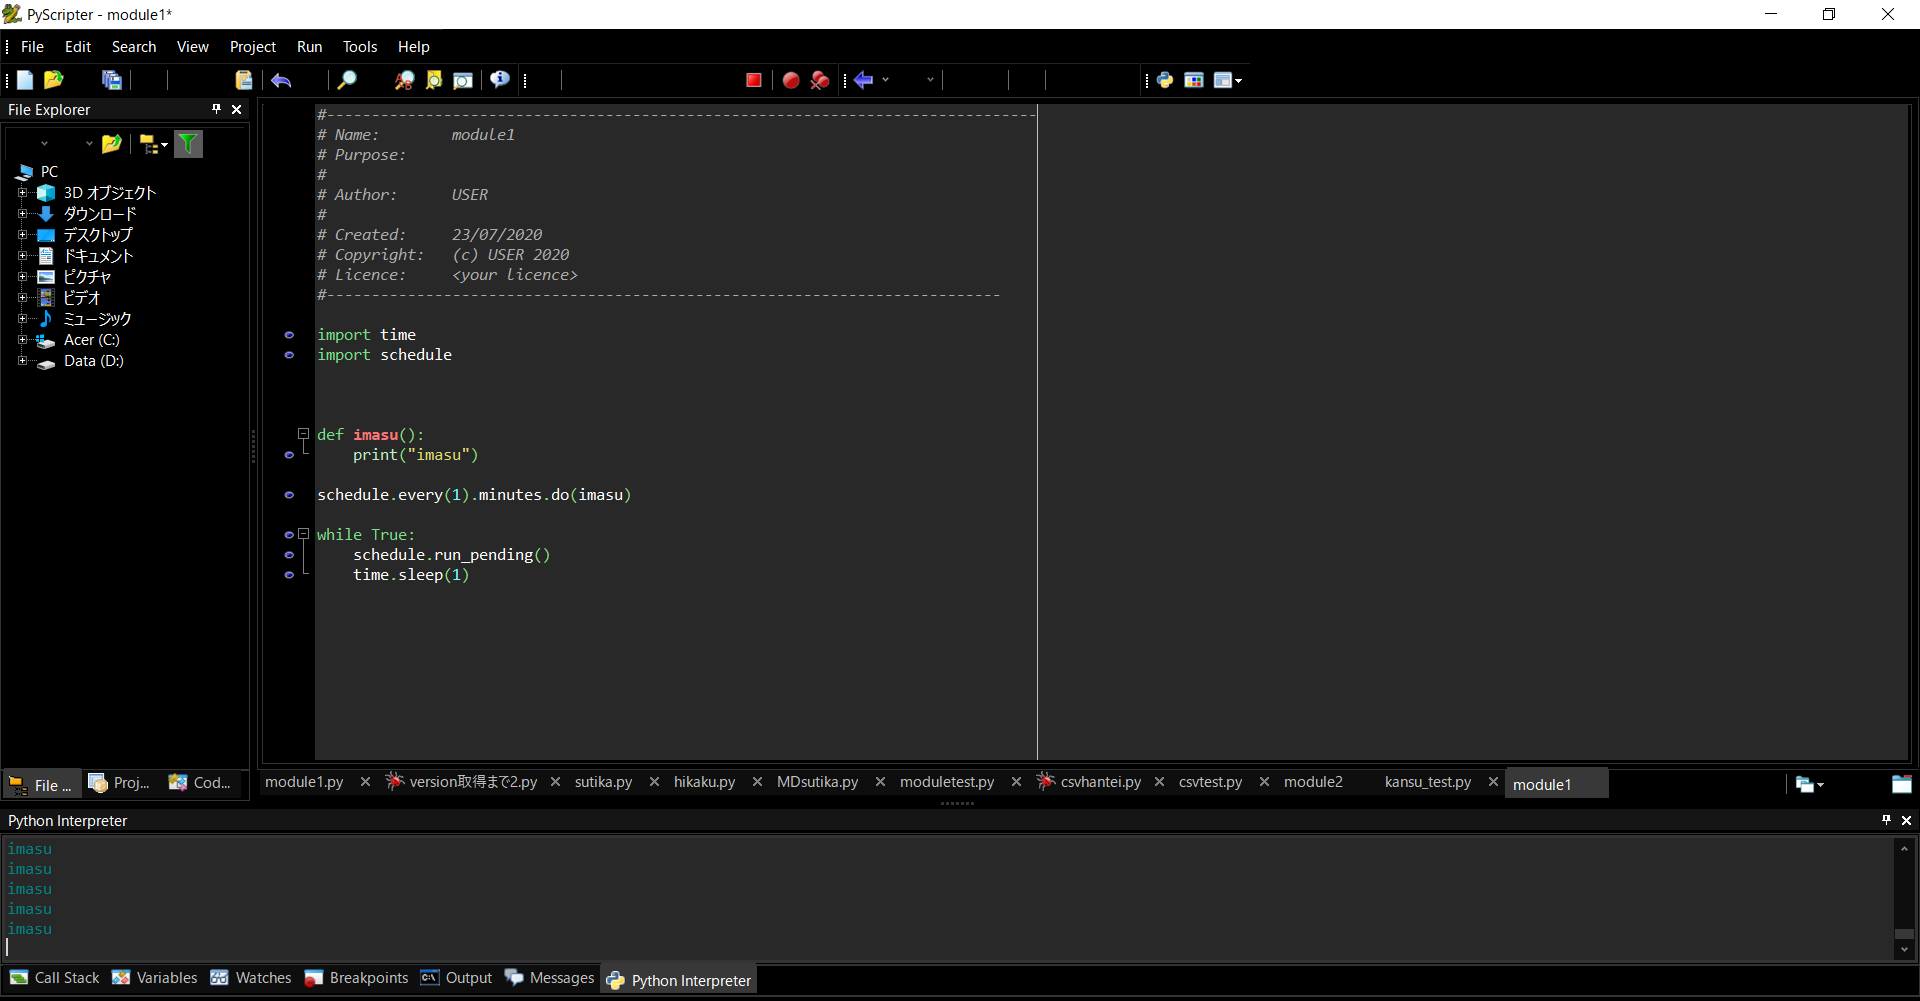 PyScripter - module1*
File Edit Search View Project Run Tools Help
File Explorer
PC
3D オブジェクト
ダウンロード
デスクトップ
ドキュメント
ピクチャ
ビデオ
ミュージック
Acer (C:)
Data (D:)
File ... Proj... Cod...
#-------------------------------------------------------------------------------
# Name:        module1
# Purpose:
#
# Author:      USER
#
# Created:     23/07/2020
# Copyright:   (c) USER 2020
# Licence:     <your licence>
#---------------------------------------------------------------------------
import time
import schedule
def imasu():
    print("imasu")
schedule.every(1).minutes.do(imasu)
while True:
    schedule.run_pending()
    time.sleep(1)
module1.py version取得まで2.py sutika.py hikaku.py MDsutika.py moduletest.py csvhantei.py csvtest.py module2 kansu_test.py module1
Python Interpreter
imasu
imasu
imasu
imasu
imasu
Call Stack Variables Watches Breakpoints Output Messages Python Interpreter